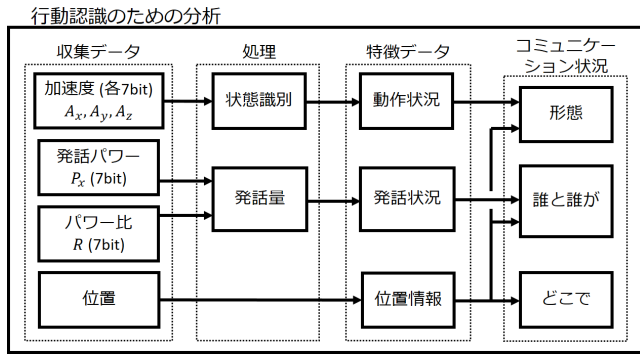 行動認識のための分析
収集データ
処理
特徴データ
コミュニケー
ション状況
加速度 (各7bit)
Ax, Ay, Az
状態識別
動作状況
形態
発話パワー
Px (7bit)
発話量
発話状況
誰と誰が
パワー比
R (7bit)
位置
位置情報
どこで